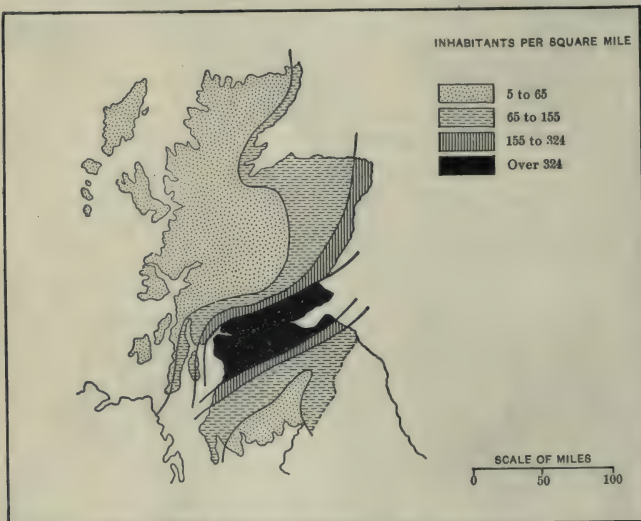 INHABITANTS PER SQUARE MILE
5 to 65
65 to 155
155 to 324
Over 324
SCALE OF MILES
0 50 100